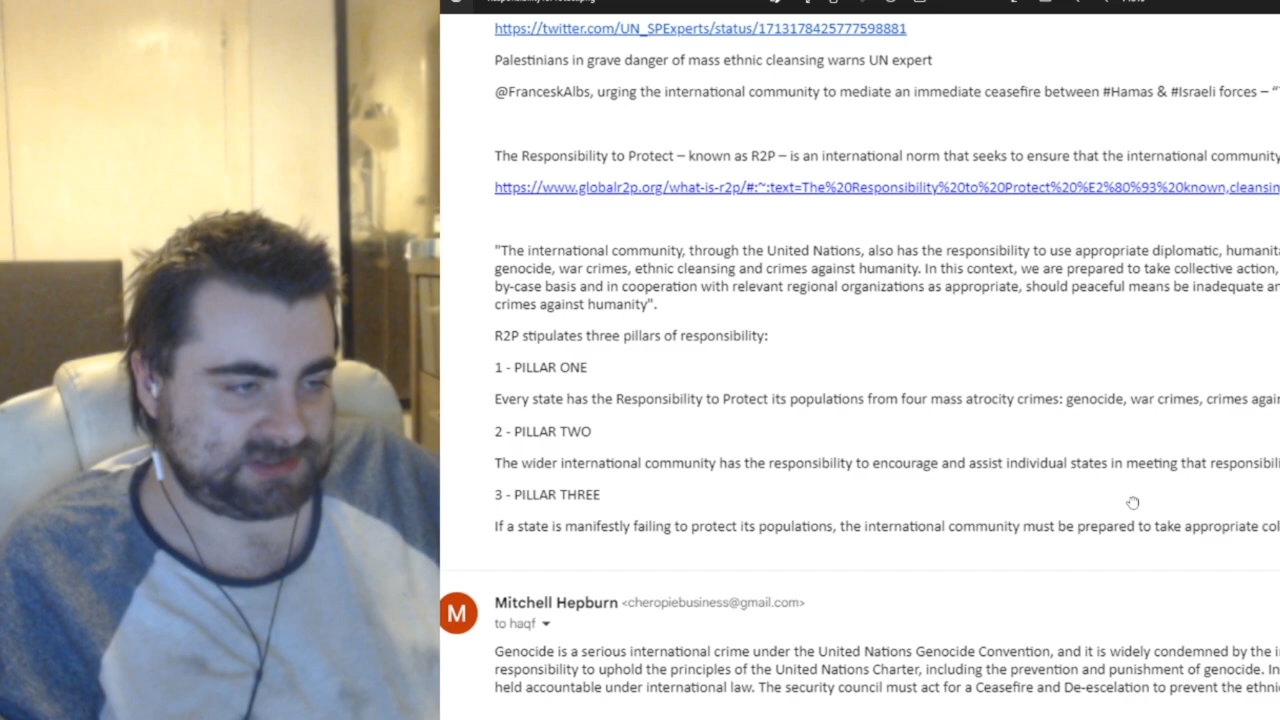 https://twitter.com/UN_SPExperts/status/1713178425777598881
Palestinians in grave danger of mass ethnic cleansing warns UN expert
@FranceskAlbs, urging the international community to mediate an immediate ceasefire between #Hamas & #Israeli forces – “
The Responsibility to Protect – known as R2P – is an international norm that seeks to ensure that the international community
https://www.globalr2p.org/what-is-r2p/#:~:text=The%20Responsibility%20to%20Protect%20%E2%80%93%20known,cleansin
"The international community, through the United Nations, also has the responsibility to use appropriate diplomatic,
genocide, war crimes, ethnic cleansing and crimes against humanity. In this context, we are prepared to take collective action,
by-case basis and in cooperation with relevant regional organizations as appropriate, should peaceful means be inadequate
crimes against humanity".
R2P stipulates three pillars of responsibility:
1 - PILLAR ONE
Every state has the Responsibility to Protect its populations from four mass atrocity crimes: genocide, war crimes, crimes
2 - PILLAR TWO
The wider international community has the responsibility to encourage and assist individual states in meeting that
3 - PILLAR THREE
If a state is manifestly failing to protect its populations, the international community must be prepared to take appropriate
M
Mitchell Hepburn <cheropiebusiness@gmail.com>
to haqf
Genocide is a serious international crime under the United Nations Genocide Convention, and it is widely condemned by the
responsibility to uphold the principles of the United Nations Charter, including the prevention and punishment of genocide. In
held accountable under international law. The security council must act for a Ceasefire and De-escelation to prevent the